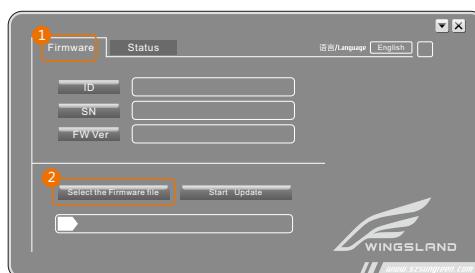 1
Firmware
Status
语言/Language English
ID
SN
FW Ver
2
Select the Firmware file
Start Update
WINGSLAND
www.szsungreen.com